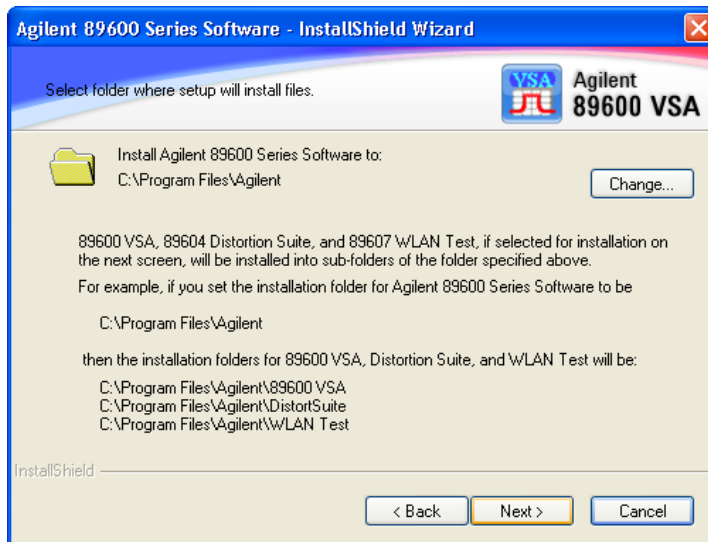 Agilent 89600 Series Software - InstallShield Wizard
Select folder where setup will install files.
VSA
Agilent
89600 VSA
Install Agilent 89600 Series Software to:
C:\Program Files\Agilent
Change...
89600 VSA, 89604 Distortion Suite, and 89607 WLAN Test, if selected for installation on
the next screen, will be installed into sub-folders of the folder specified above.
For example, if you set the installation folder for Agilent 89600 Series Software to be
C:\Program Files\Agilent
then the installation folders for 89600 VSA, Distortion Suite, and WLAN Test will be:
C:\Program Files\Agilent\89600 VSA
C:\Program Files\Agilent\DistortSuite
C:\Program Files\Agilent\WLAN Test
InstallShield
< Back
Next >
Cancel